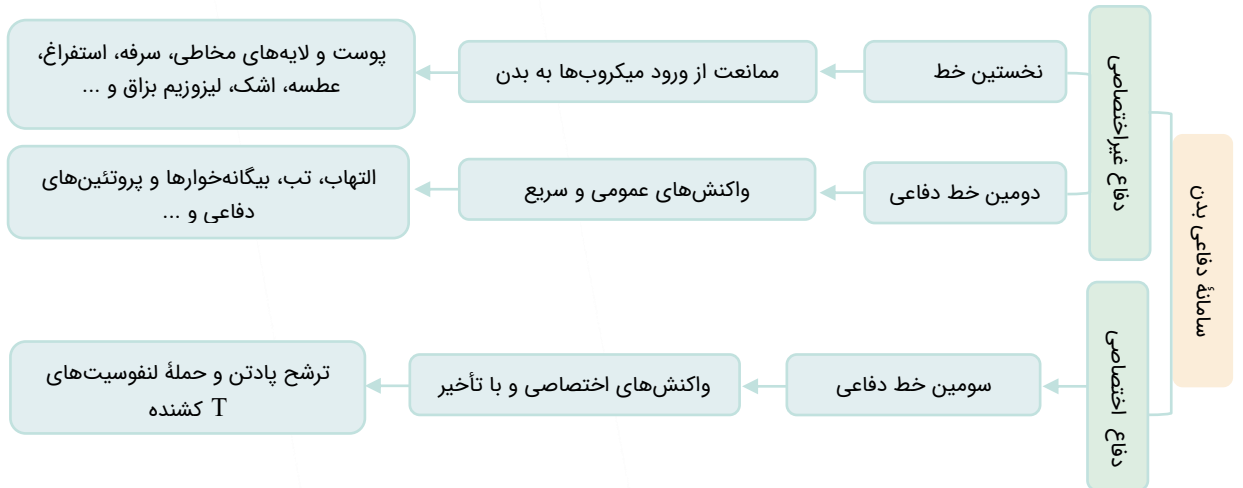 سامانهٔ دفاعی بدن
دفاع غیراختصاصی
نخستین خط
ممانعت از ورود میکروب‌ها به بدن
پوست و لایه‌های مخاطی، سرفه، استفراغ،
عطسه، اشک، لیزوزیم بزاق و ...
دومین خط دفاعی
واکنش‌های عمومی و سریع
التهاب، تب، بیگانه‌خوارها و پروتئین‌های
دفاعی و ...
دفاع اختصاصی
سومین خط دفاعی
واکنش‌های اختصاصی و با تأخیر
ترشح پادتن و حملهٔ لنفوسیت‌های
T کشنده